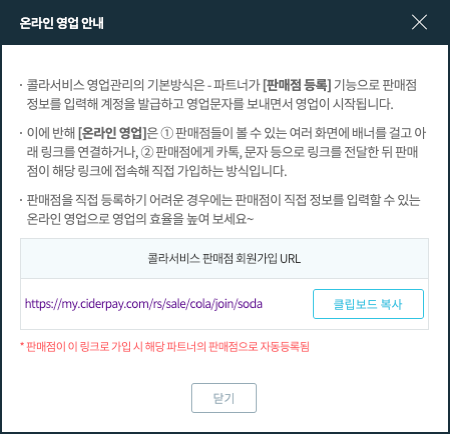 온라인 영업 안내
· 콜라서비스 영업관리의 기본방식은 - 파트너가 [판매점 등록] 기능으로 판매점
정보를 입력해 계정을 발급하고 영업문자를 보내면서 영업이 시작됩니다.
· 이에 반해 [온라인 영업]은 ① 판매점들이 볼 수 있는 여러 화면에 배너를 걸고 아
래 링크를 연결하거나, ② 판매점에게 카톡, 문자 등으로 링크를 전달한 뒤 판매
점이 해당 링크에 접속해 직접 가입하는 방식입니다.
· 판매점을 직접 등록하기 어려운 경우에는 판매점이 직접 정보를 입력할 수 있는
온라인 영업으로 영업의 효율을 높여 보세요~
콜라서비스 판매점 회원가입 URL
https://my.ciderpay.com/rs/sale/cola/join/soda
클립보드 복사
* 판매점이 이 링크로 가입 시 해당 파트너의 판매점으로 자동등록됨
닫기